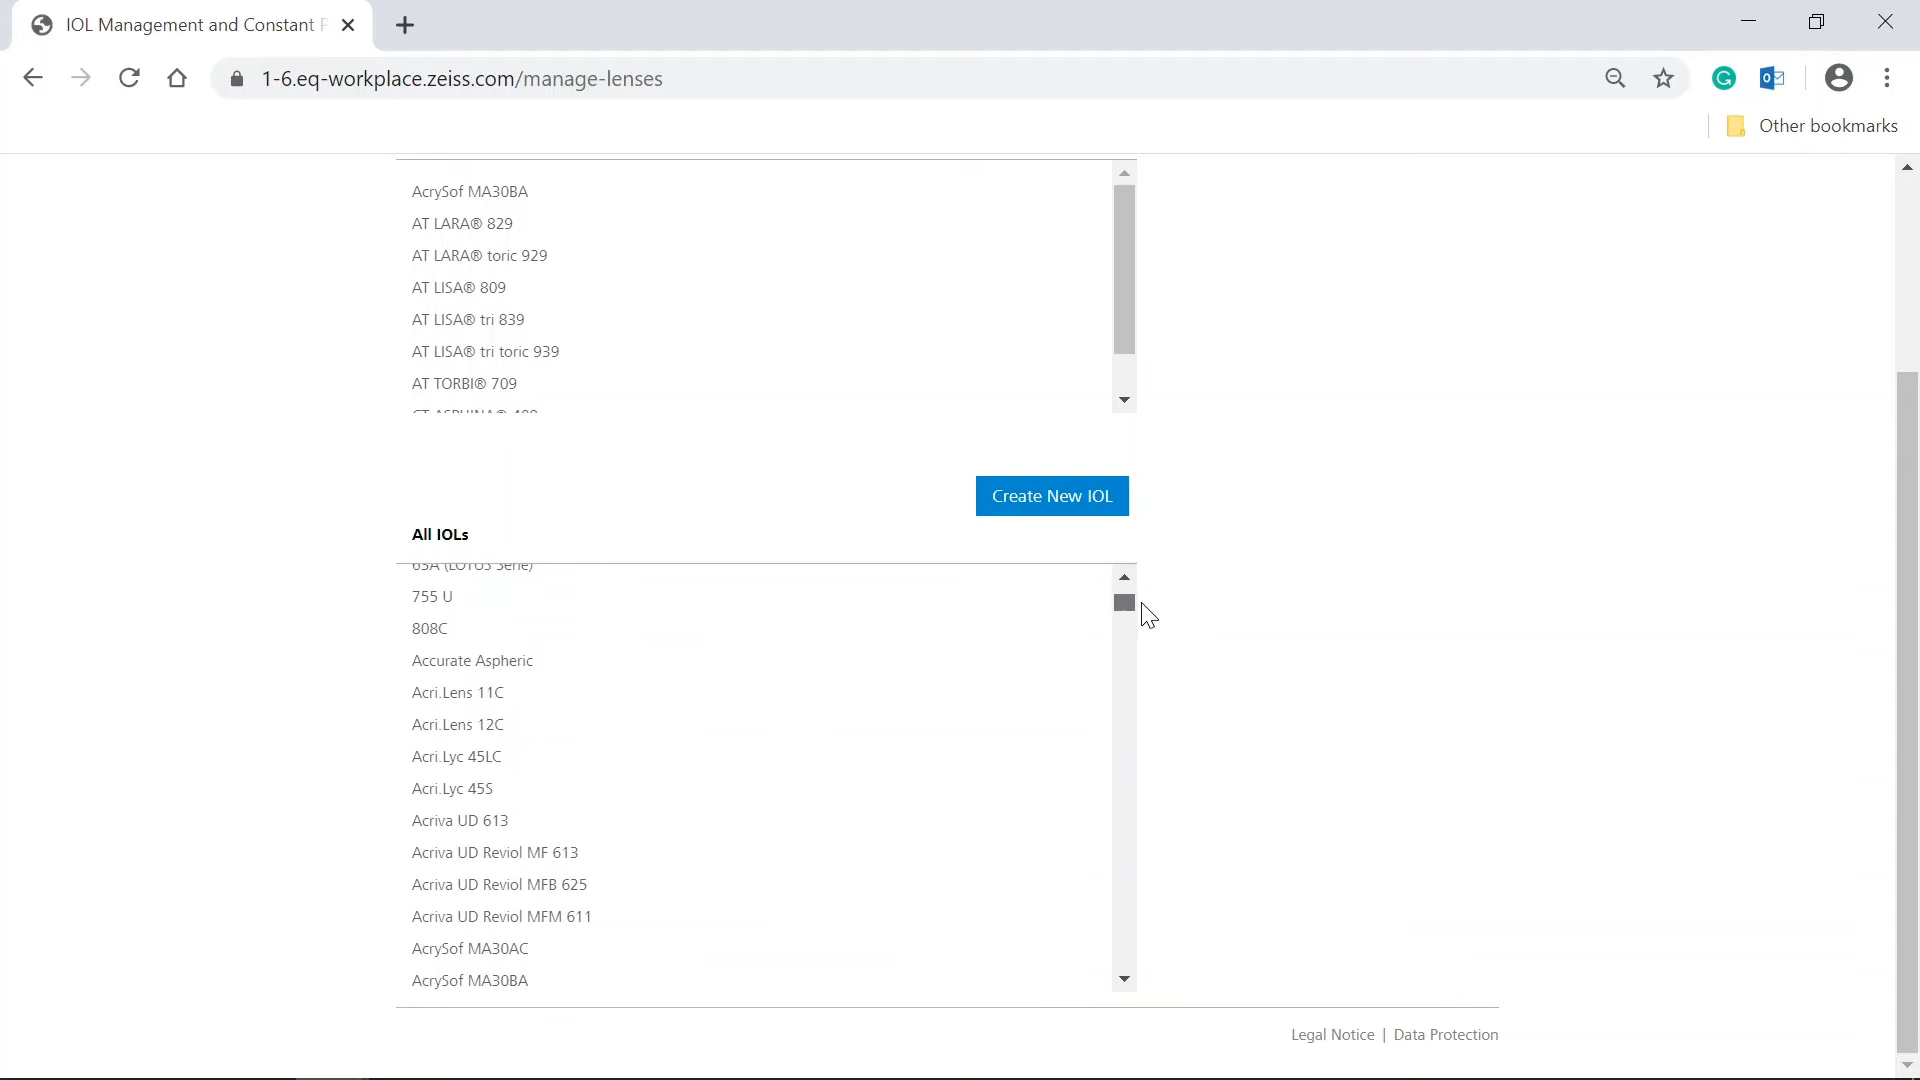 IOL Management and Constant P
1-6.eq-workplace.zeiss.com/manage-lenses
Other bookmarks
AcrySof MA30BA
AT LARA® 829
AT LARA® toric 929
AT LISA® 809
AT LISA® tri 839
AT LISA® tri toric 939
AT TORBI® 709
Create New IOL
All IOLs
63A (LOTUS Serie)
755 U
808C
Accurate Aspheric
Acri.Lens 11C
Acri.Lens 12C
Acri.Lyc 45LC
Acri.Lyc 45S
Acriva UD 613
Acriva UD Reviol MF 613
Acriva UD Reviol MFB 625
Acriva UD Reviol MFM 611
AcrySof MA30AC
AcrySof MA30BA
Legal Notice | Data Protection